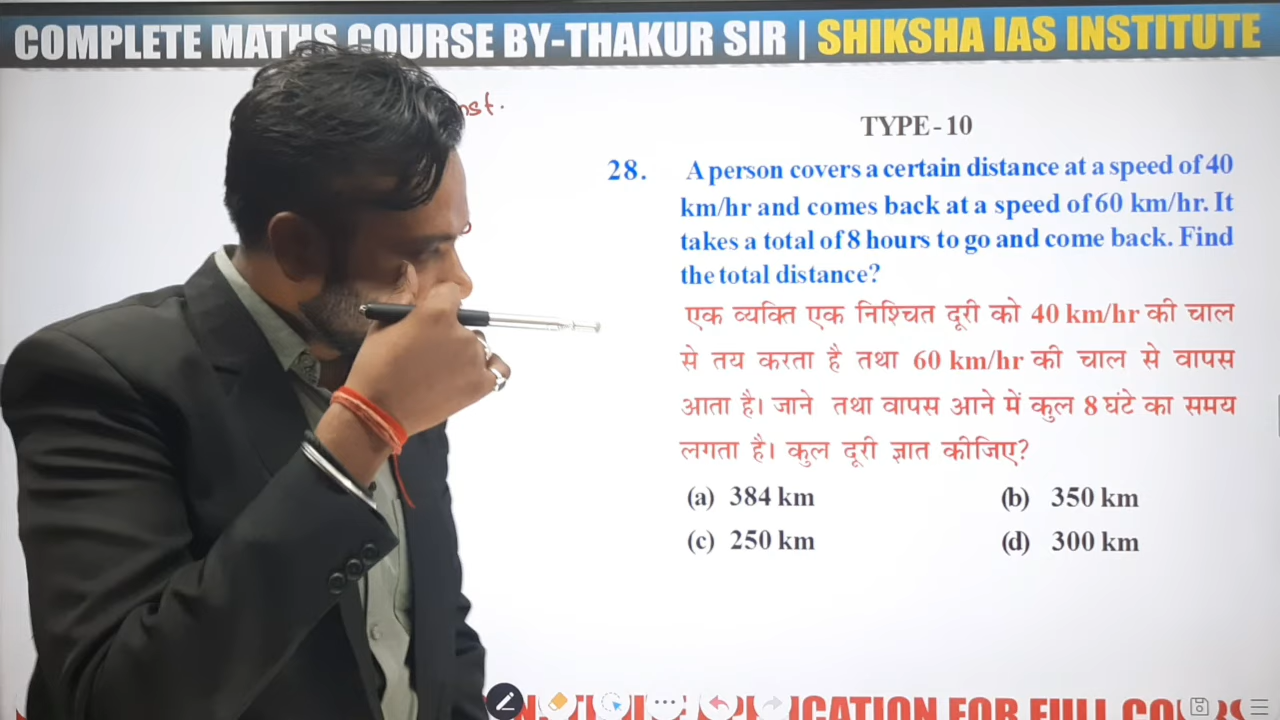 COMPLETE MATHS COURSE BY-THAKUR SIR | SHIKSHA IAS INSTITUTE
TYPE-10
28. A person covers a certain distance at a speed of 40
km/hr and comes back at a speed of 60 km/hr. It
takes a total of 8 hours to go and come back. Find
the total distance?
एक व्यक्ति एक निश्चित दूरी को 40 km/hr की चाल
से तय करता है तथा 60 km/hr की चाल से वापस
आता है। जाने तथा वापस आने में कुल 8 घंटे का समय
लगता है। कुल दूरी ज्ञात कीजिए?
(a) 384 km (b) 350 km
(c) 250 km (d) 300 km
FOR FULL